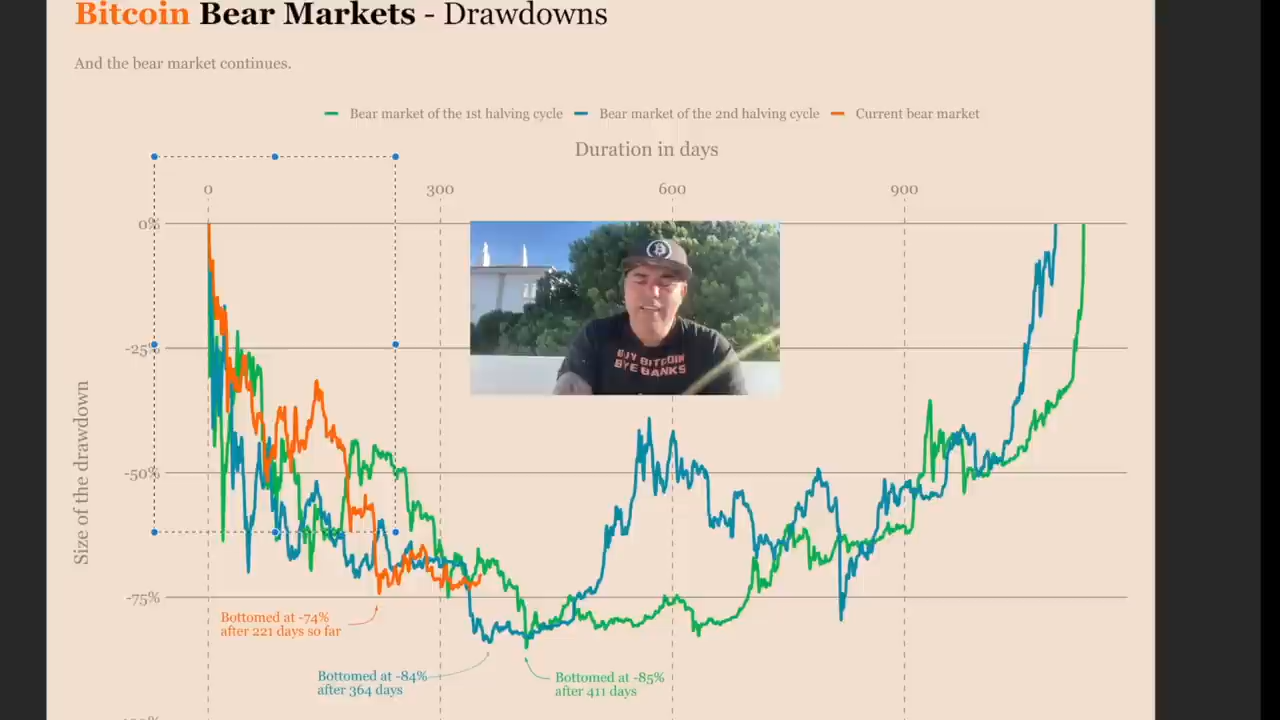 Bitcoin Bear Markets - Drawdowns
And the bear market continues.
Bear market of the 1st halving cycle Bear market of the 2nd halving cycle Current bear market
Duration in days
0 300 600 900
0%
-25%
-50%
-75%
Size of the drawdown
BUY BITCOIN
BYE BANKS
Bottomed at -74%
after 221 days so far
Bottomed at -84%
after 364 days
Bottomed at -85%
after 411 days